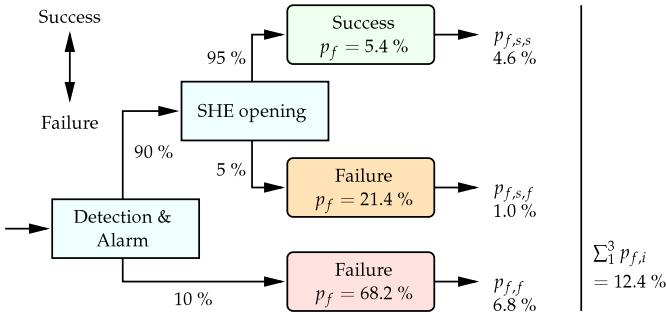 Success
Failure
Success
p_f = 5.4 %
p_{f,s,s}
4.6 %
95 %
SHE opening
90 %
5 %
Failure
p_f = 21.4 %
p_{f,s,f}
1.0 %
Detection &
Alarm
10 %
Failure
p_f = 68.2 %
p_{f,f}
6.8 %
∑_1^3 p_{f,i}
= 12.4 %